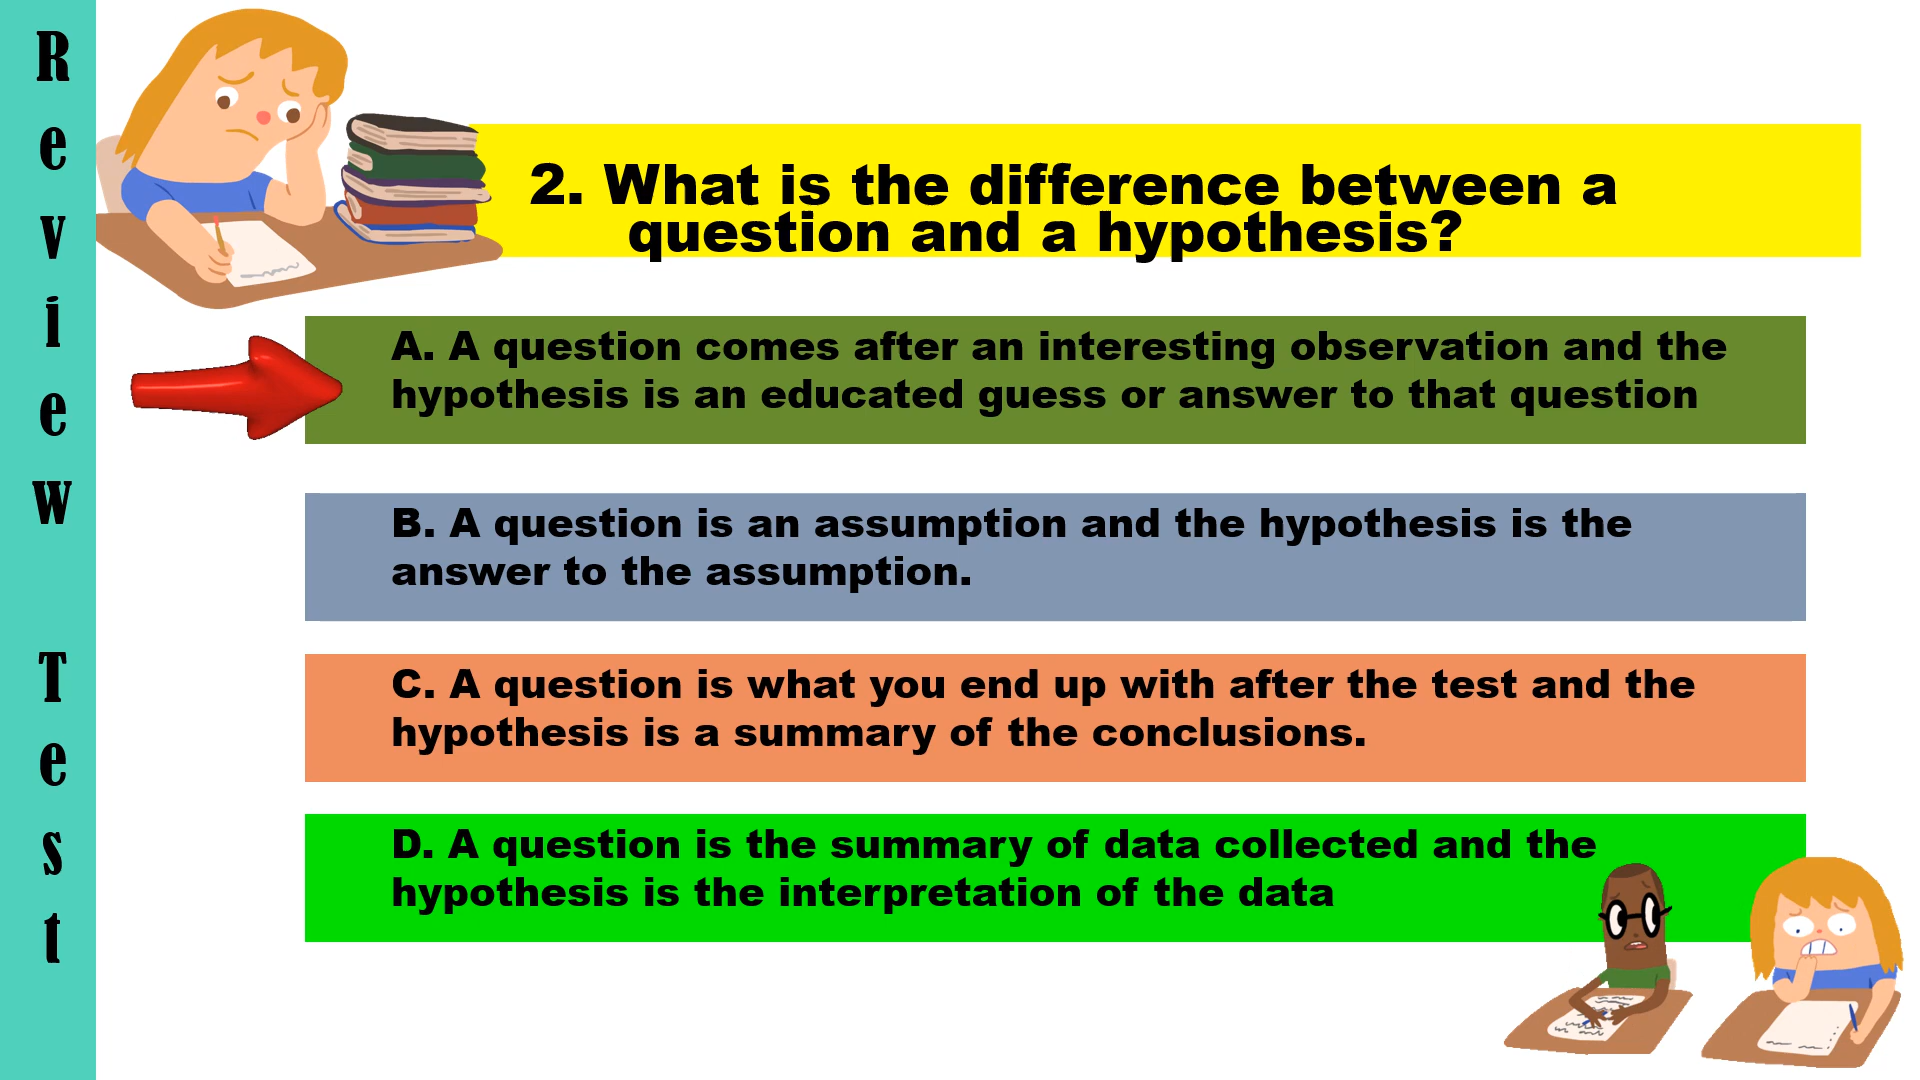 Review Test
2. What is the difference between a
question and a hypothesis?
A. A question comes after an interesting observation and the
hypothesis is an educated guess or answer to that question
B. A question is an assumption and the hypothesis is the
answer to the assumption.
C. A question is what you end up with after the test and the
hypothesis is a summary of the conclusions.
D. A question is the summary of data collected and the
hypothesis is the interpretation of the data